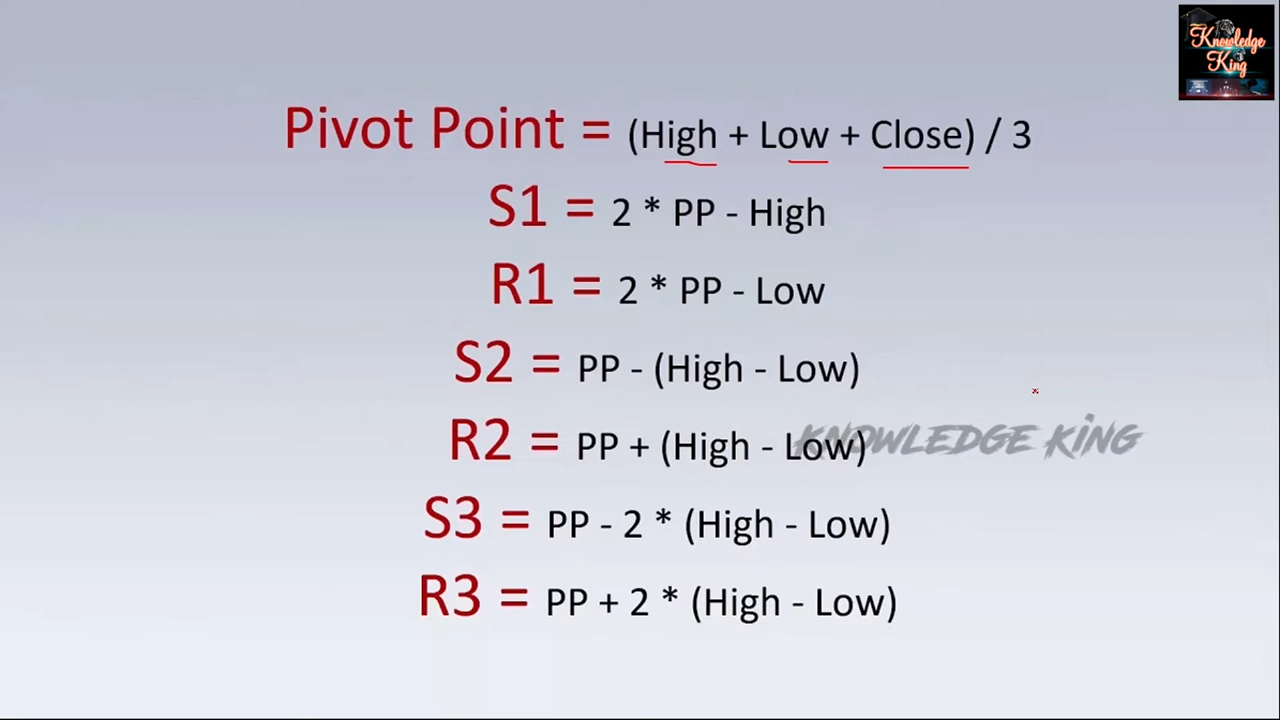 Knowledge
King
Pivot Point = (High + Low + Close) / 3
S1 = 2 * PP - High
R1 = 2 * PP - Low
S2 = PP - (High - Low)
R2 = PP + (High - Low)
KNOWLEDGE KING
S3 = PP - 2 * (High - Low)
R3 = PP + 2 * (High - Low)